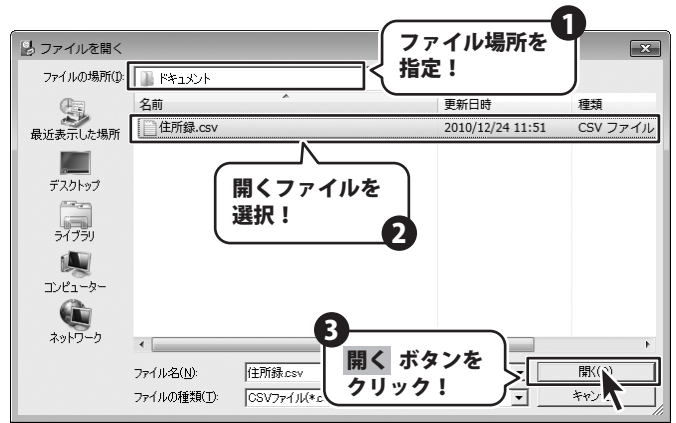 1
ファイルを開く
ファイル場所を
指定！
ファイルの場所(I):
ドキュメント
名前
更新日時
種類
最近表示した場所
住所録.csv
2010/12/24 11:51
CSV ファイル
デスクトップ
開くファイルを
選択！
2
ライブラリ
コンピューター
ネットワーク
3
開く ボタンを
クリック！
ファイル名(N):
住所録.csv
開く(O)
ファイルの種類(T):
CSVファイル(*.c